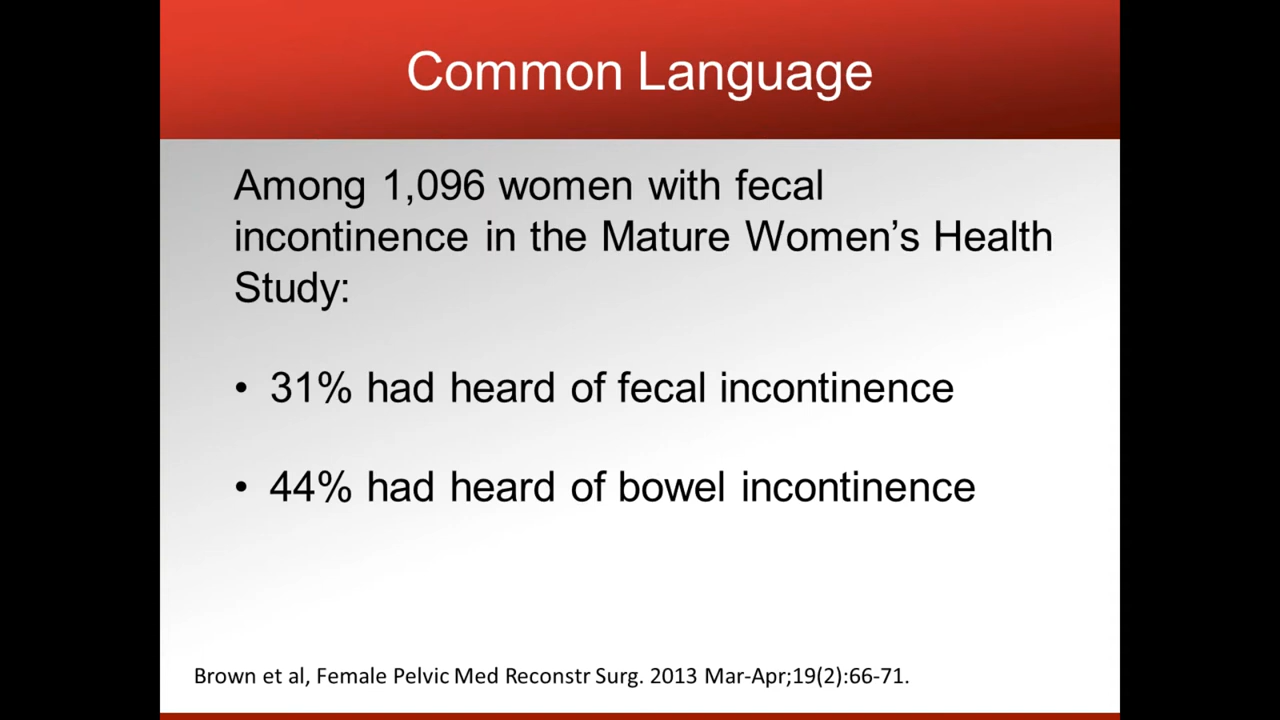 Common Language
Among 1,096 women with fecal
incontinence in the Mature Women’s Health
Study:
• 31% had heard of fecal incontinence
• 44% had heard of bowel incontinence
Brown et al, Female Pelvic Med Reconstr Surg. 2013 Mar-Apr;19(2):66-71.